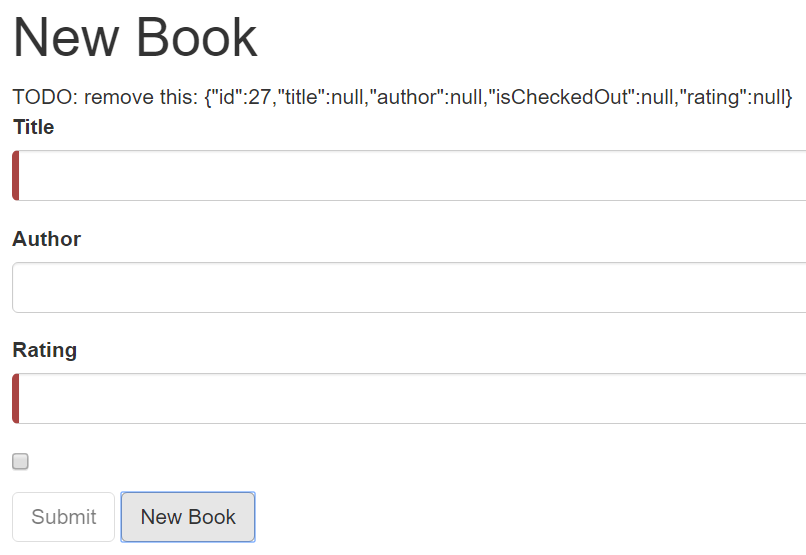 New Book
TODO: remove this: {"id":27,"title":null,"author":null,"isCheckedOut":null,"rating":null}
Title
Author
Rating
Submit New Book